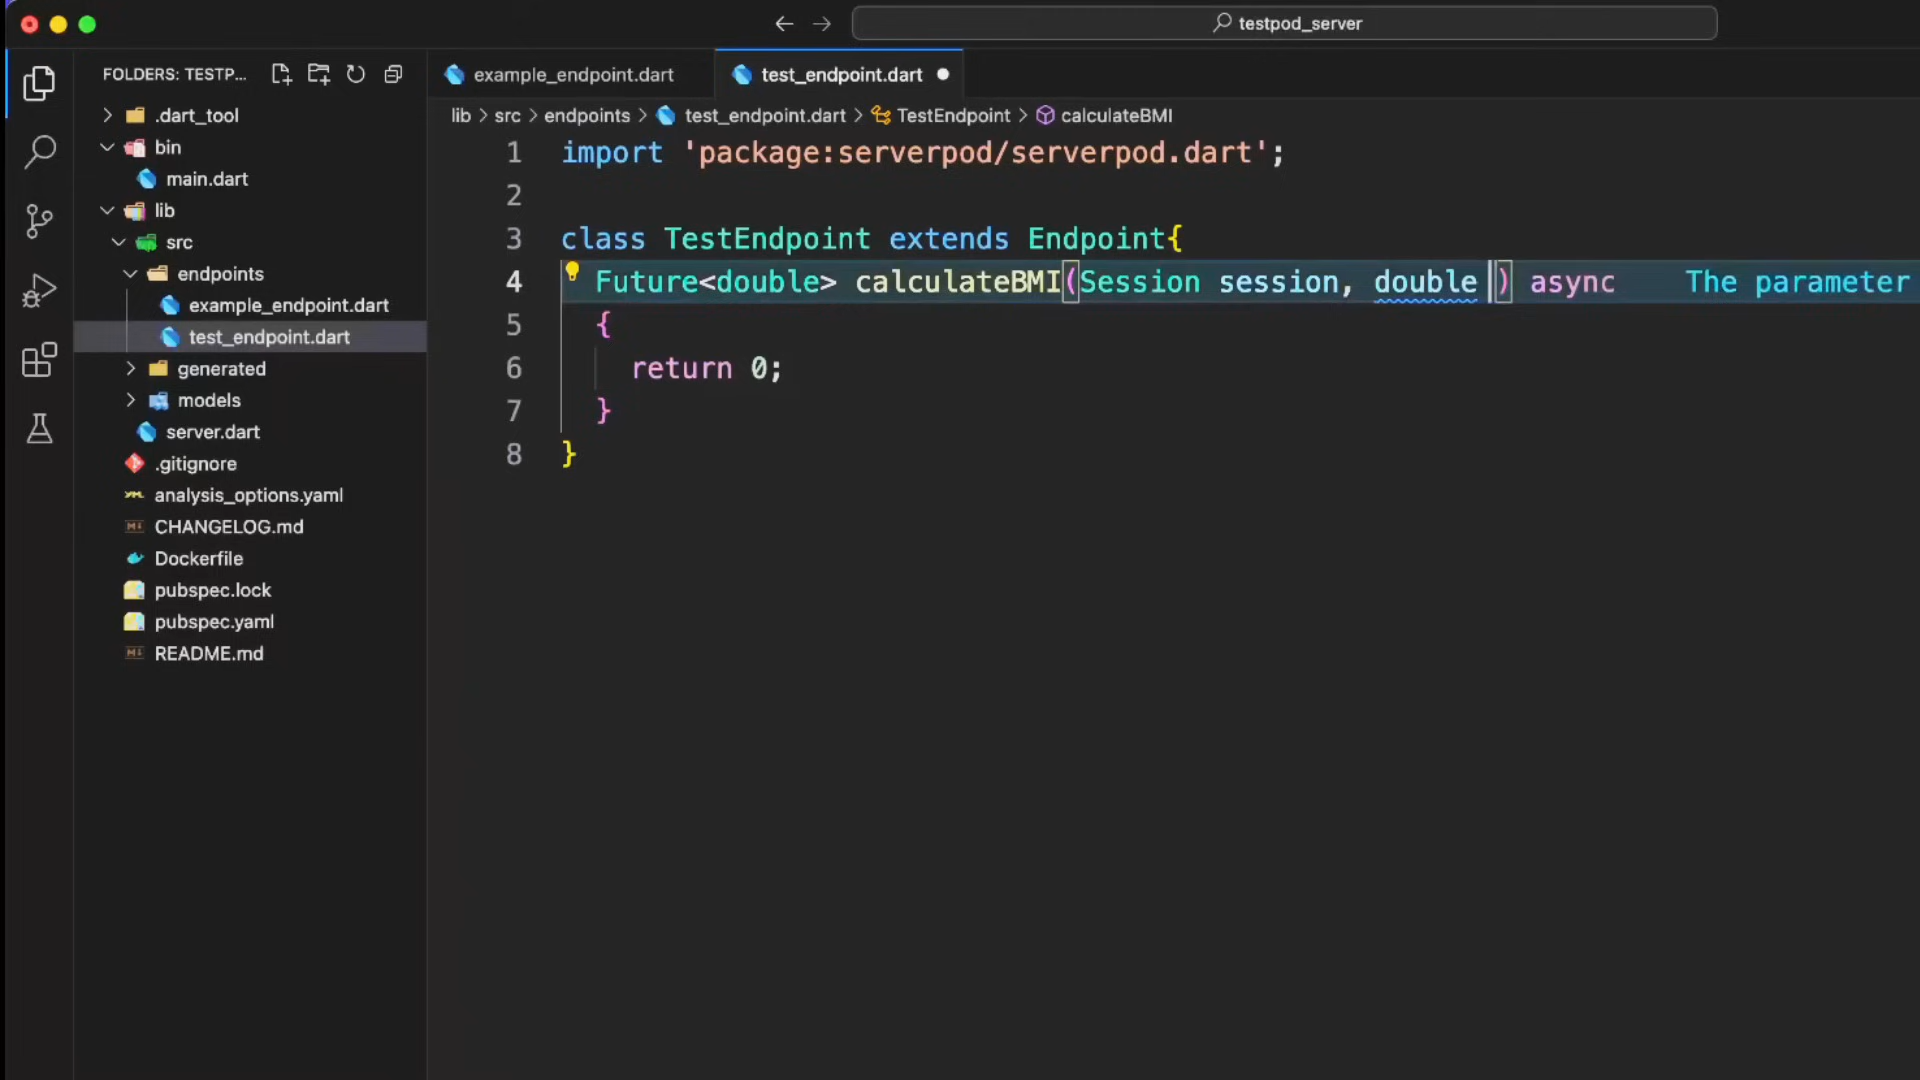 testpod_server
FOLDERS: TESTP...
example_endpoint.dart
test_endpoint.dart
lib > src > endpoints > test_endpoint.dart > TestEndpoint > calculateBMI
.dart_tool
bin
main.dart
lib
src
endpoints
example_endpoint.dart
test_endpoint.dart
generated
models
server.dart
.gitignore
analysis_options.yaml
CHANGELOG.md
Dockerfile
pubspec.lock
pubspec.yaml
README.md
1 import 'package:serverpod/serverpod.dart';
2
3 class TestEndpoint extends Endpoint{
4 Future<double> calculateBMI(Session session, double ) async The parameter
5 {
6 return 0;
7 }
8 }